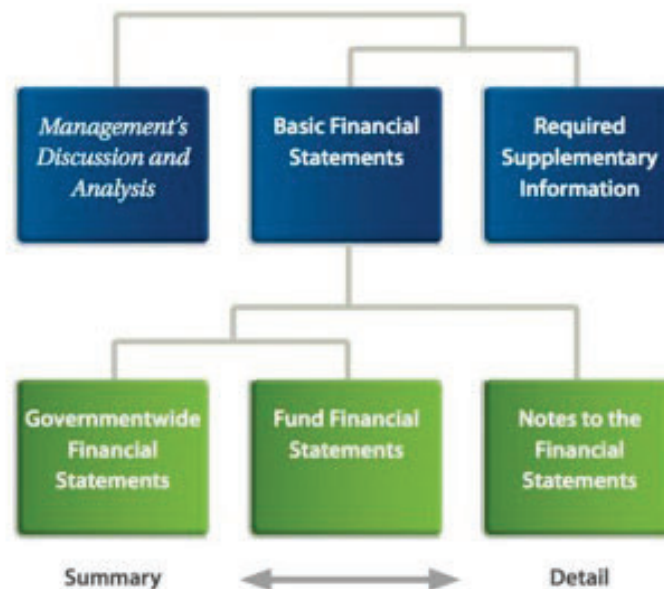 Management's
Discussion and
Analysis
Basic Financial
Statements
Required
Supplementary
Information
Governmentwide
Financial
Statements
Fund Financial
Statements
Notes to the
Financial
Statements
Summary
Detail